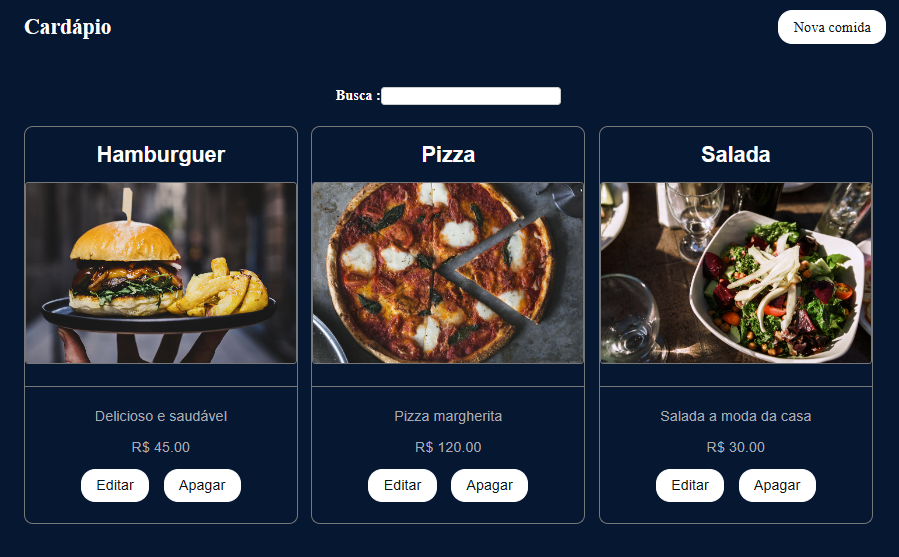 Cardápio
Nova comida
Busca :
Hamburguer
Pizza
Salada
Delicioso e saudável
Pizza margherita
Salada a moda da casa
R$ 45.00
R$ 120.00
R$ 30.00
Editar Apagar
Editar Apagar
Editar Apagar